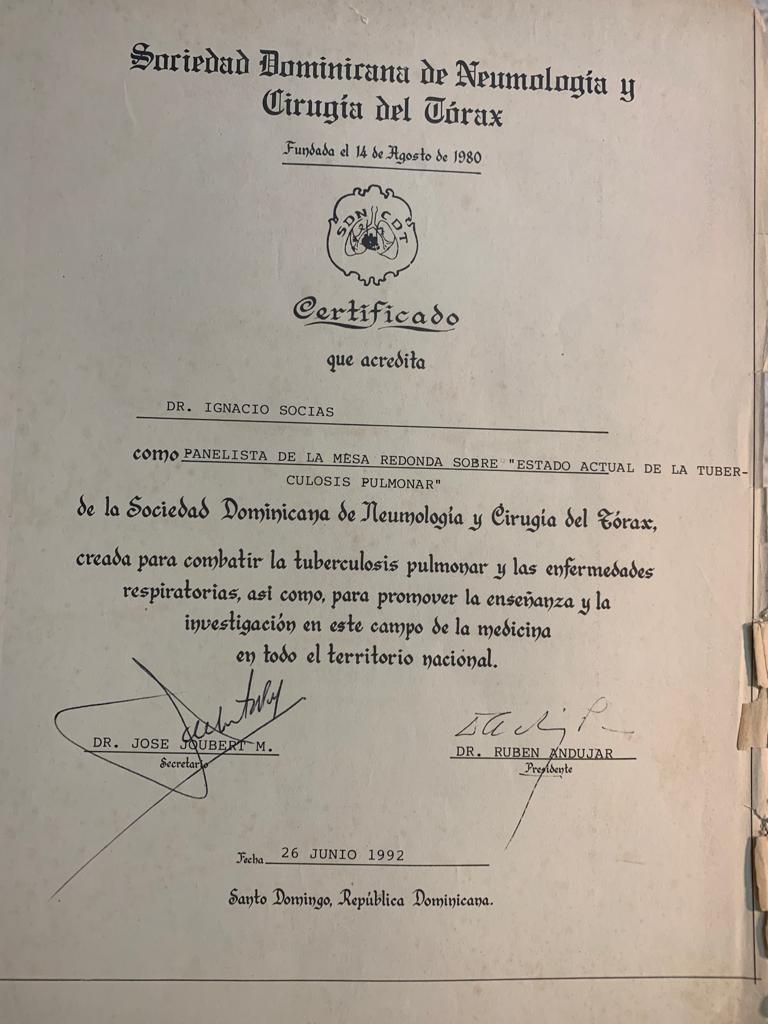 Sociedad Dominicana de Neumología y
Cirugía del Tórax
Fundada el 14 de Agosto de 1980
SDN CDT
Certificado
que acredita
DR. IGNACIO SOCIAS
como PANELISTA DE LA MESA REDONDA SOBRE "ESTADO ACTUAL DE LA TUBER-
CULOSIS PULMONAR"
de la Sociedad Dominicana de Neumología y Cirugía del Tórax,
creada para combatir la tuberculosis pulmonar y las enfermedades
respiratorias, asi como, para promover la enseñanza y la
investigación en este campo de la medicina
en todo el territorio nacional.
DR. JOSE JOUBERT M.
Secretario
DR. RUBEN ANDUJAR
Presidente
Fecha 26 JUNIO 1992
Santo Domingo, República Dominicana.